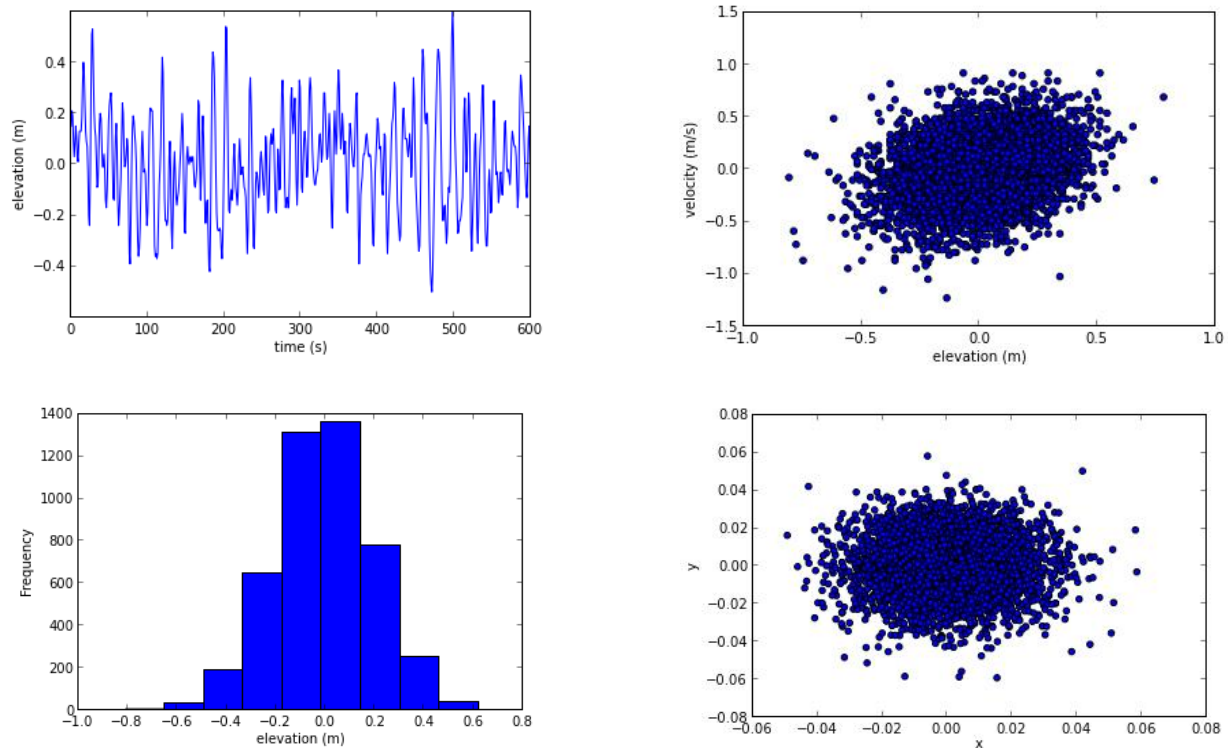 0.4
0.2
0.0
−0.2
−0.4
elevation (m)
0 100 200 300 400 500 600
time (s)
1.5
1.0
0.5
0.0
−0.5
−1.0
−1.5
velocity (m/s)
−1.0 −0.5 0.0 0.5 1.0
elevation (m)
1400
1200
1000
800
600
400
200
0
Frequency
−1.0 −0.8 −0.6 −0.4 −0.2 0.0 0.2 0.4 0.6 0.8
elevation (m)
0.08
0.06
0.04
0.02
0.00
−0.02
−0.04
−0.06
−0.08
y
−0.06 −0.04 −0.02 0.00 0.02 0.04 0.06 0.08
x